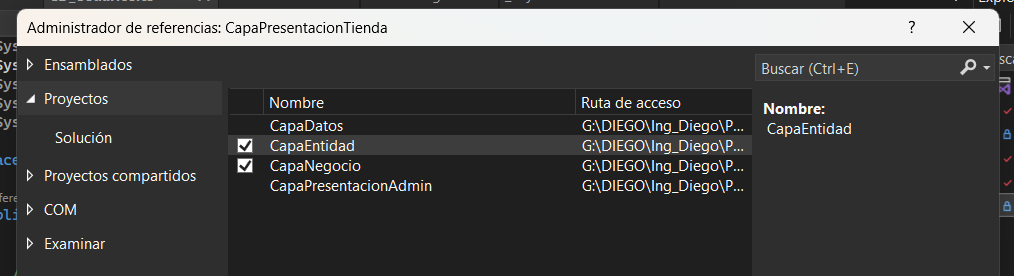 Administrador de referencias: CapaPresentacionTienda
?
Ensamblados
Proyectos
Solución
Proyectos compartidos
COM
Examinar
Nombre Ruta de acceso
CapaDatos G:\DIEGO\Ing_Diego\P...
CapaEntidad G:\DIEGO\Ing_Diego\P...
CapaNegocio G:\DIEGO\Ing_Diego\P...
CapaPresentacionAdmin G:\DIEGO\Ing_Diego\P...
Buscar (Ctrl+E)
Nombre:
CapaEntidad